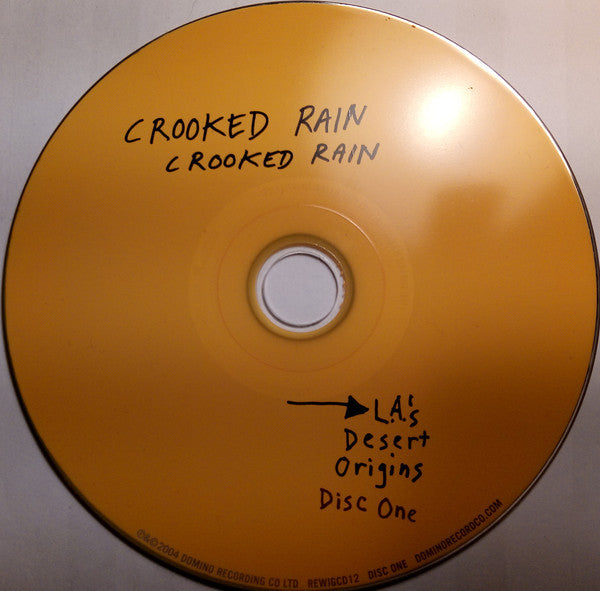 CROOKED RAIN
CROOKED RAIN
L.A.'s
Desert
Origins
Disc One
℗&©2004 DOMINO RECORDING CO LTD REWIGCD12 DISC ONE DOMINORECORDCO.COM